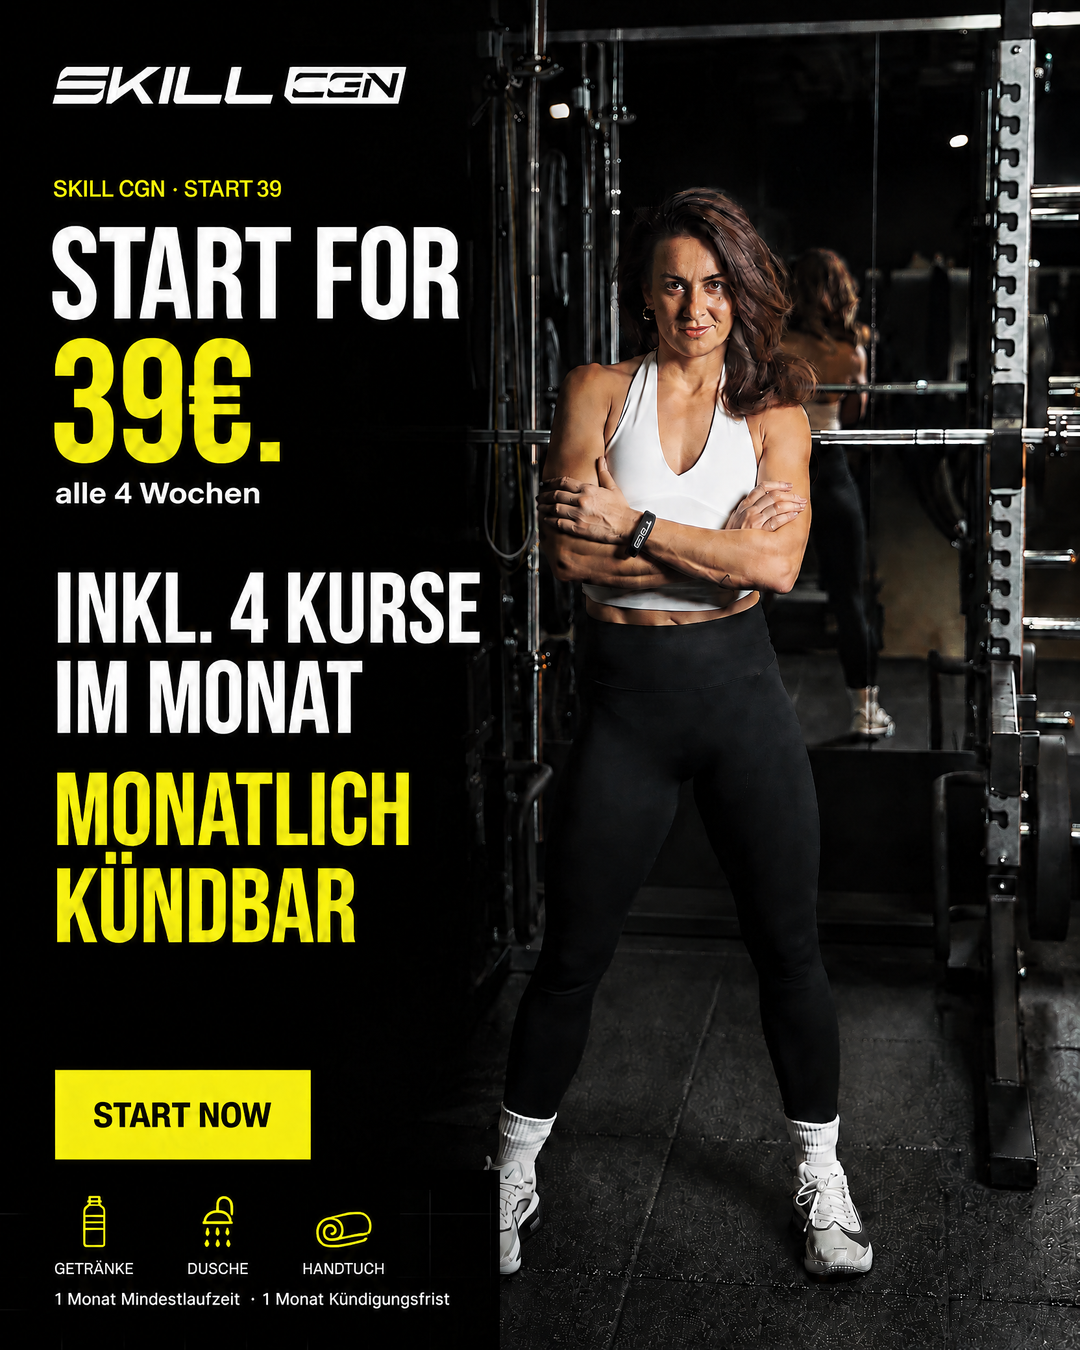 SKILL CGN
SKILL CGN · START 39
START FOR
39€.
alle 4 Wochen
INKL. 4 KURSE
IM MONAT
MONATLICH
KÜNDBAR
START NOW
GETRÄNKE DUSCHE HANDTUCH
1 Monat Mindestlaufzeit · 1 Monat Kündigungsfrist